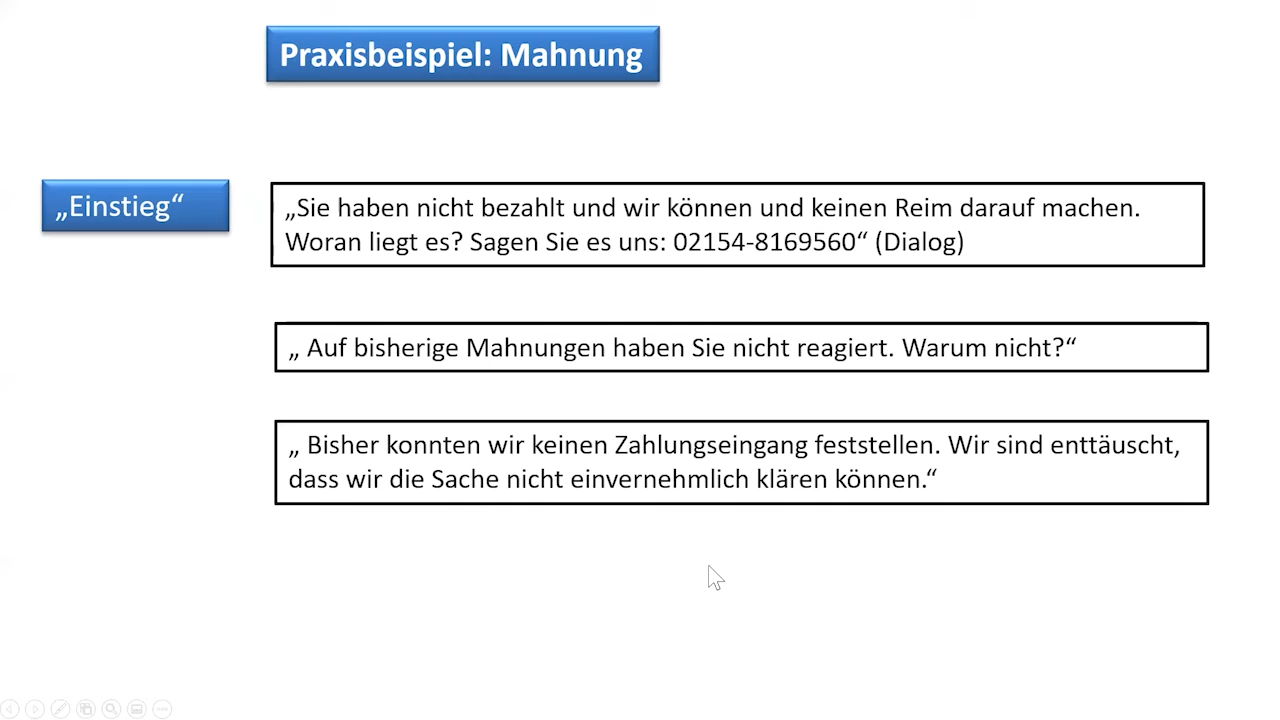 Praxisbeispiel: Mahnung
„Einstieg“
„Sie haben nicht bezahlt und wir können und keinen Reim darauf machen.
Woran liegt es? Sagen Sie es uns: 02154-8169560“ (Dialog)
„ Auf bisherige Mahnungen haben Sie nicht reagiert. Warum nicht?“
„ Bisher konnten wir keinen Zahlungseingang feststellen. Wir sind enttäuscht,
dass wir die Sache nicht einvernehmlich klären können.“